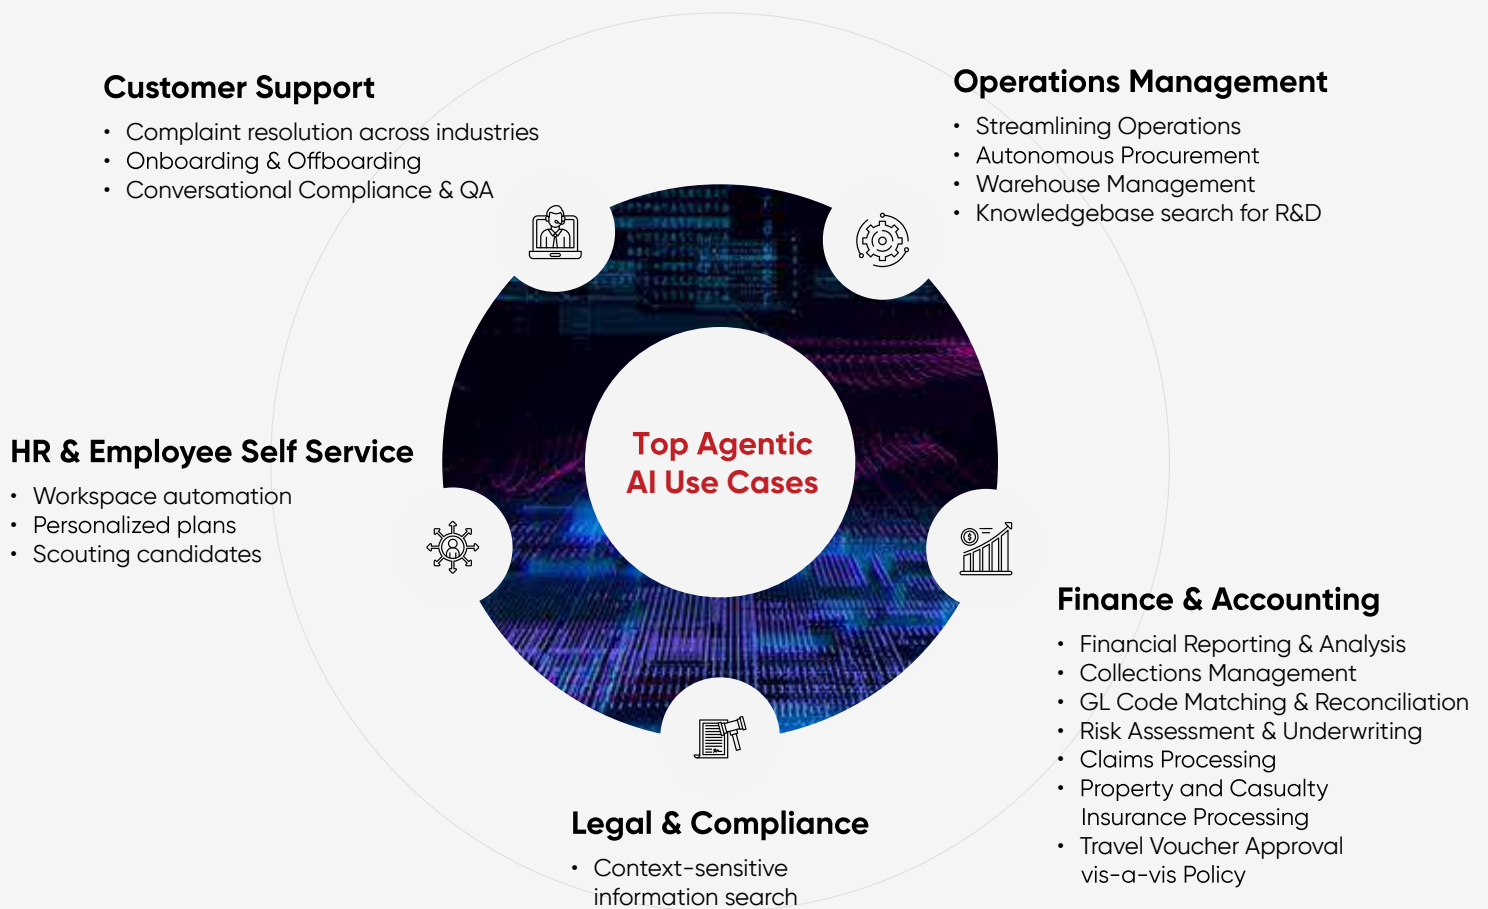 Customer Support
• Complaint resolution across industries
• Onboarding & Offboarding
• Conversational Compliance & QA
Operations Management
• Streamlining Operations
• Autonomous Procurement
• Warehouse Management
• Knowledgebase search for R&D
Top Agentic
AI Use Cases
HR & Employee Self Service
• Workspace automation
• Personalized plans
• Scouting candidates
Finance & Accounting
• Financial Reporting & Analysis
• Collections Management
• GL Code Matching & Reconciliation
• Risk Assessment & Underwriting
• Claims Processing
• Property and Casualty
Insurance Processing
• Travel Voucher Approval
vis-a-vis Policy
Legal & Compliance
• Context-sensitive
information search